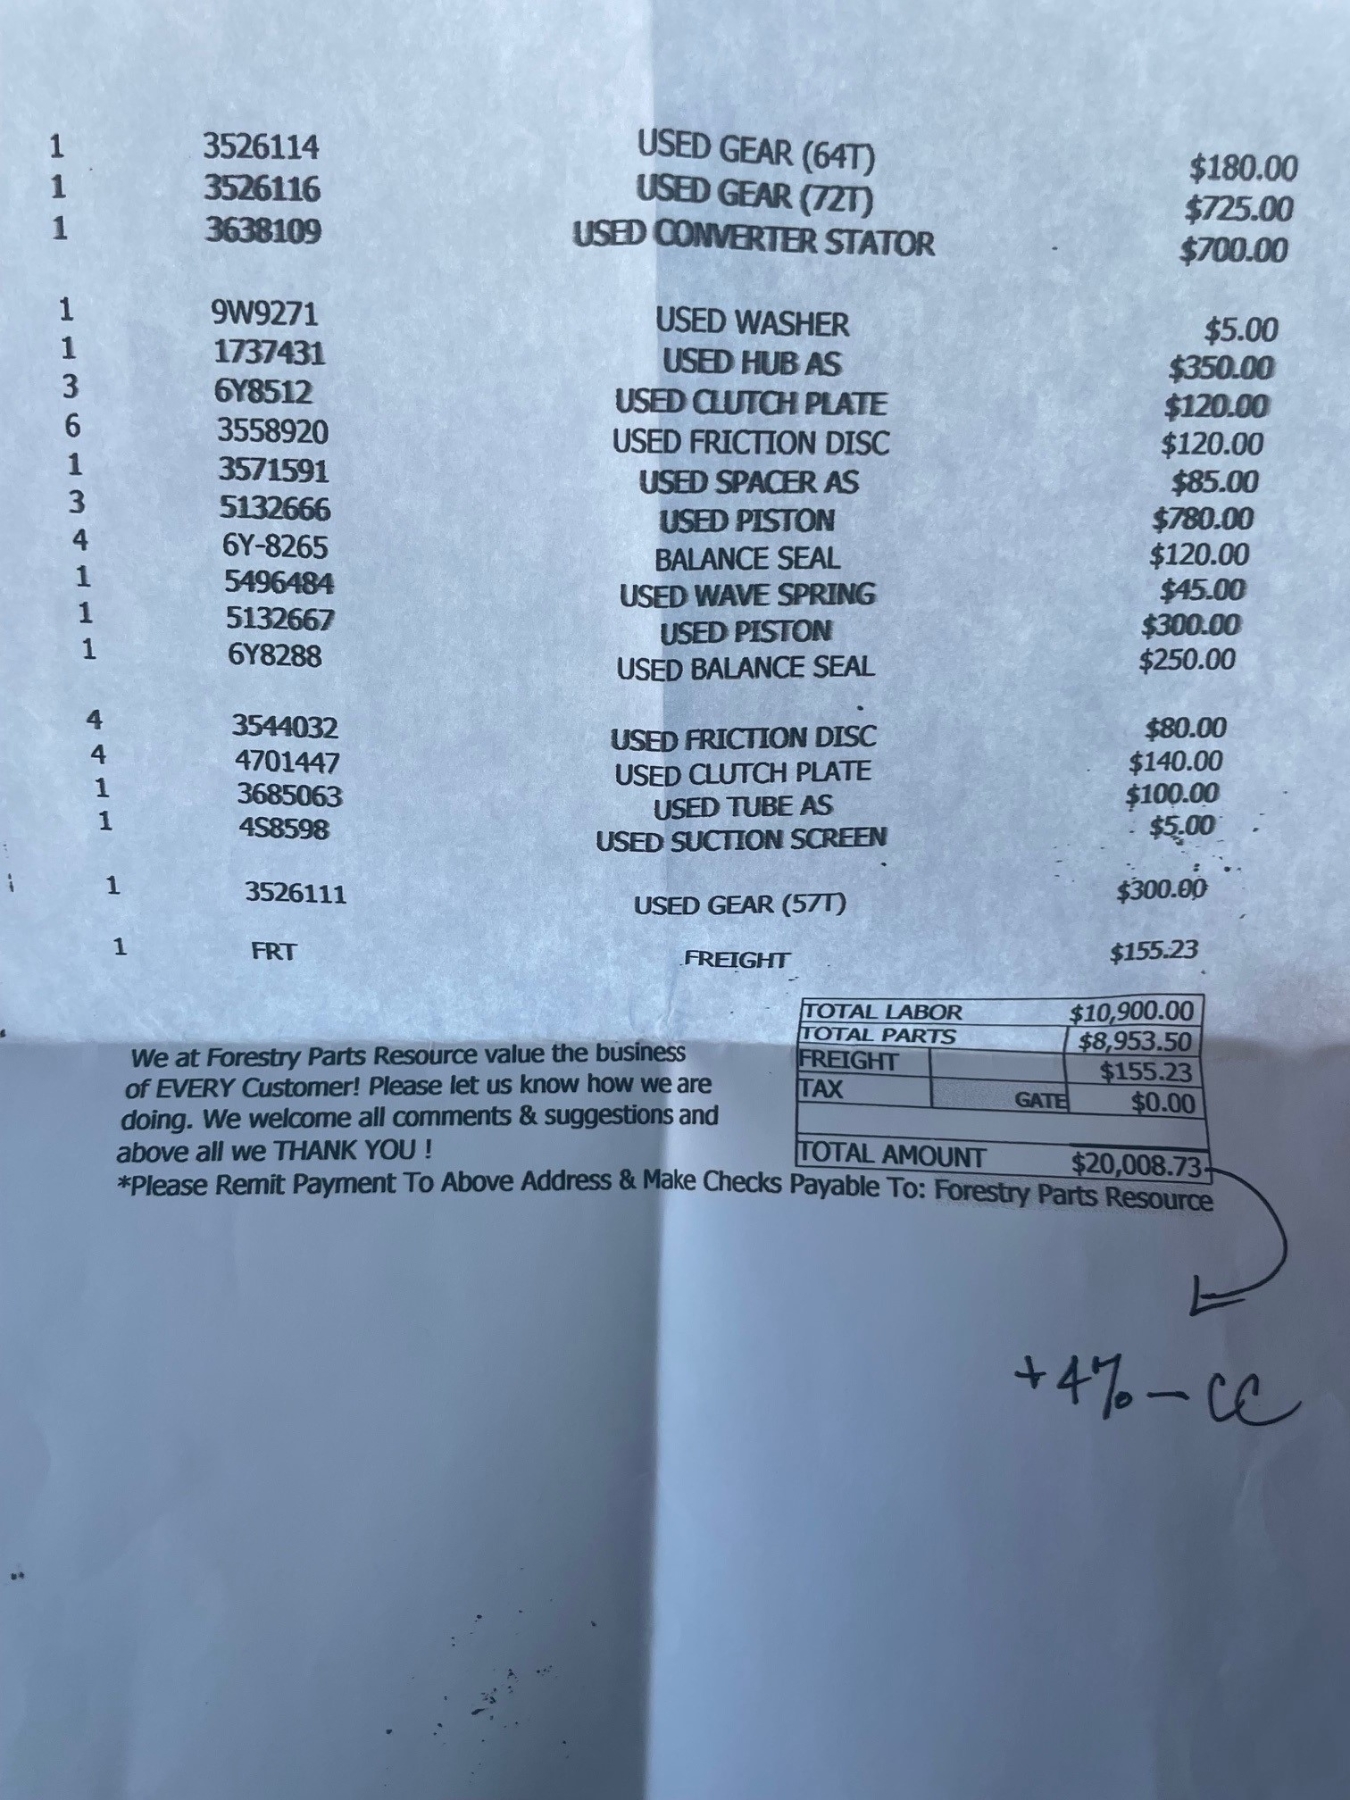 1 3526114 USED GEAR (64T) $180.00
1 3526116 USED GEAR (72T) $725.00
1 3638109 USED CONVERTER STATOR $700.00
1 9W9271 USED WASHER $5.00
1 1737431 USED HUB AS $350.00
3 6Y8512 USED CLUTCH PLATE $120.00
6 3558920 USED FRICTION DISC $120.00
1 3571591 USED SPACER AS $85.00
3 5132666 USED PISTON $780.00
4 6Y-8265 BALANCE SEAL $120.00
1 5496484 USED WAVE SPRING $45.00
1 5132667 USED PISTON $300.00
1 6Y8288 USED BALANCE SEAL $250.00
4 3544032 USED FRICTION DISC $80.00
4 4701447 USED CLUTCH PLATE $140.00
1 3685063 USED TUBE AS $100.00
1 4S8598 USED SUCTION SCREEN $5.00
1 3526111 USED GEAR (57T) $300.00
1 FRT FREIGHT $155.23
TOTAL LABOR $10,900.00
TOTAL PARTS $8,953.50
FREIGHT $155.23
TAX GATE $0.00
TOTAL AMOUNT $20,008.73
We at Forestry Parts Resource value the business
of EVERY Customer! Please let us know how we are
doing. We welcome all comments & suggestions and
above all we THANK YOU !
*Please Remit Payment To Above Address & Make Checks Payable To: Forestry Parts Resource
+4% - CC